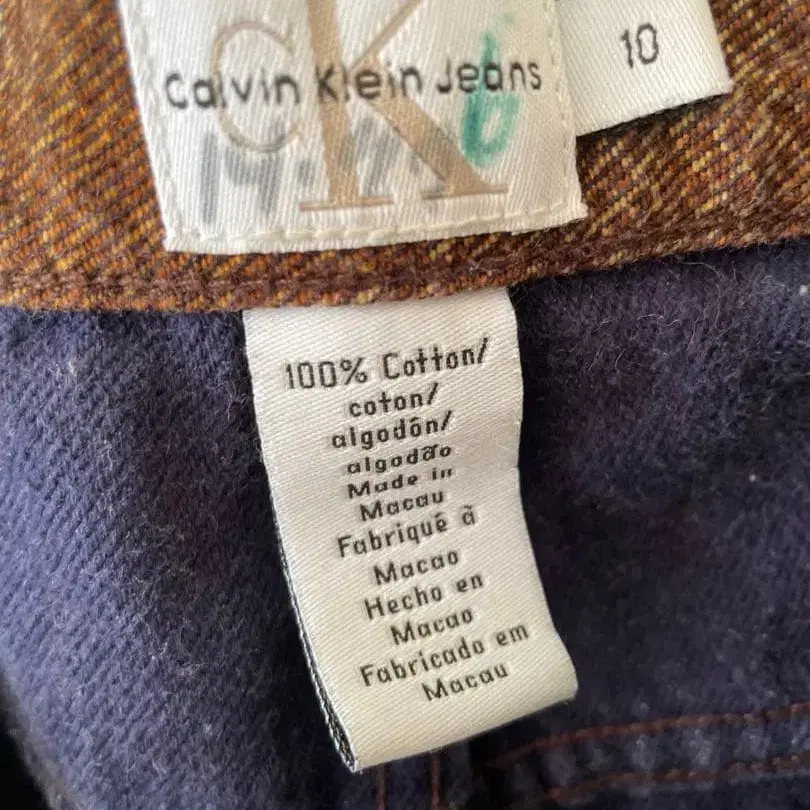 CK
Calvin Klein Jeans
10
100% Cotton/
coton/
algodón/
algodão
Made in
Macau
Fabriqué à
Macao
Hecho en
Macao
Fabricado em
Macau